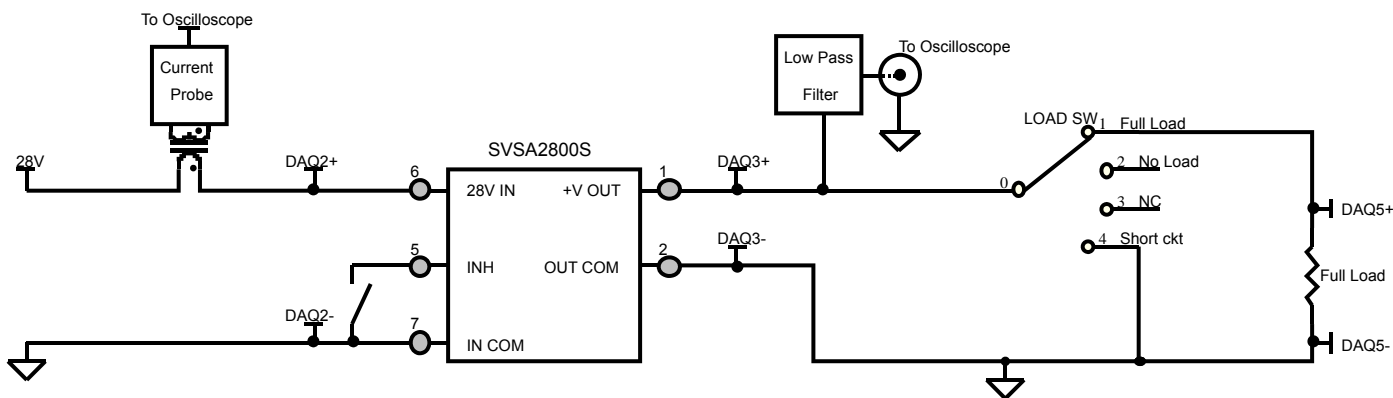 To Oscilloscope
Current
Probe
Low Pass
Filter
To Oscilloscope
28V
DAQ2+
6
SVSA2800S
28V IN
+V OUT
1
DAQ3+
0
LOAD SW
1 Full Load
2 No Load
3 NC
4 Short ckt
DAQ5+
5
INH
OUT COM
2
DAQ3-
Full Load
DAQ2-
7
IN COM
DAQ5-